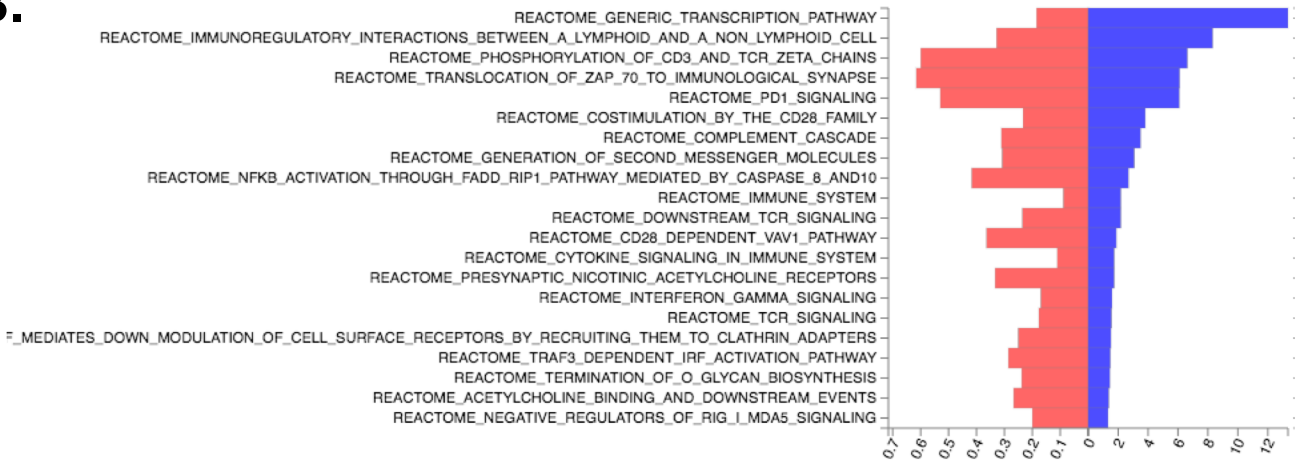 REACTOME_GENERIC_TRANSCRIPTION_PATHWAY
REACTOME_IMMUNOREGULATORY_INTERACTIONS_BETWEEN_A_LYMPHOID_AND_A_NON_LYMPHOID_CELL
REACTOME_PHOSPHORYLATION_OF_CD3_AND_TCR_ZETA_CHAINS
REACTOME_TRANSLOCATION_OF_ZAP_70_TO_IMMUNOLOGICAL_SYNAPSE
REACTOME_PD1_SIGNALING
REACTOME_COSTIMULATION_BY_THE_CD28_FAMILY
REACTOME_COMPLEMENT_CASCADE
REACTOME_GENERATION_OF_SECOND_MESSENGER_MOLECULES
REACTOME_NFKB_ACTIVATION_THROUGH_FADD_RIP1_PATHWAY_MEDIATED_BY_CASPASE_8_AND10
REACTOME_IMMUNE_SYSTEM
REACTOME_DOWNSTREAM_TCR_SIGNALING
REACTOME_CD28_DEPENDENT_VAV1_PATHWAY
REACTOME_CYTOKINE_SIGNALING_IN_IMMUNE_SYSTEM
REACTOME_PRESYNAPTIC_NICOTINIC_ACETYLCHOLINE_RECEPTORS
REACTOME_INTERFERON_GAMMA_SIGNALING
REACTOME_TCR_SIGNALING
F_MEDIATES_DOWN_MODULATION_OF_CELL_SURFACE_RECEPTORS_BY_RECRUITING_THEM_TO_CLATHRIN_ADAPTERS
REACTOME_TRAF3_DEPENDENT_IRF_ACTIVATION_PATHWAY
REACTOME_TERMINATION_OF_O_GLYCAN_BIOSYNTHESIS
REACTOME_ACETYLCHOLINE_BINDING_AND_DOWNSTREAM_EVENTS
REACTOME_NEGATIVE_REGULATORS_OF_RIG_I_MDA5_SIGNALING
0.7 0.6 0.5 0.4 0.3 0.2 0.1 0 2 4 6 8 10 12